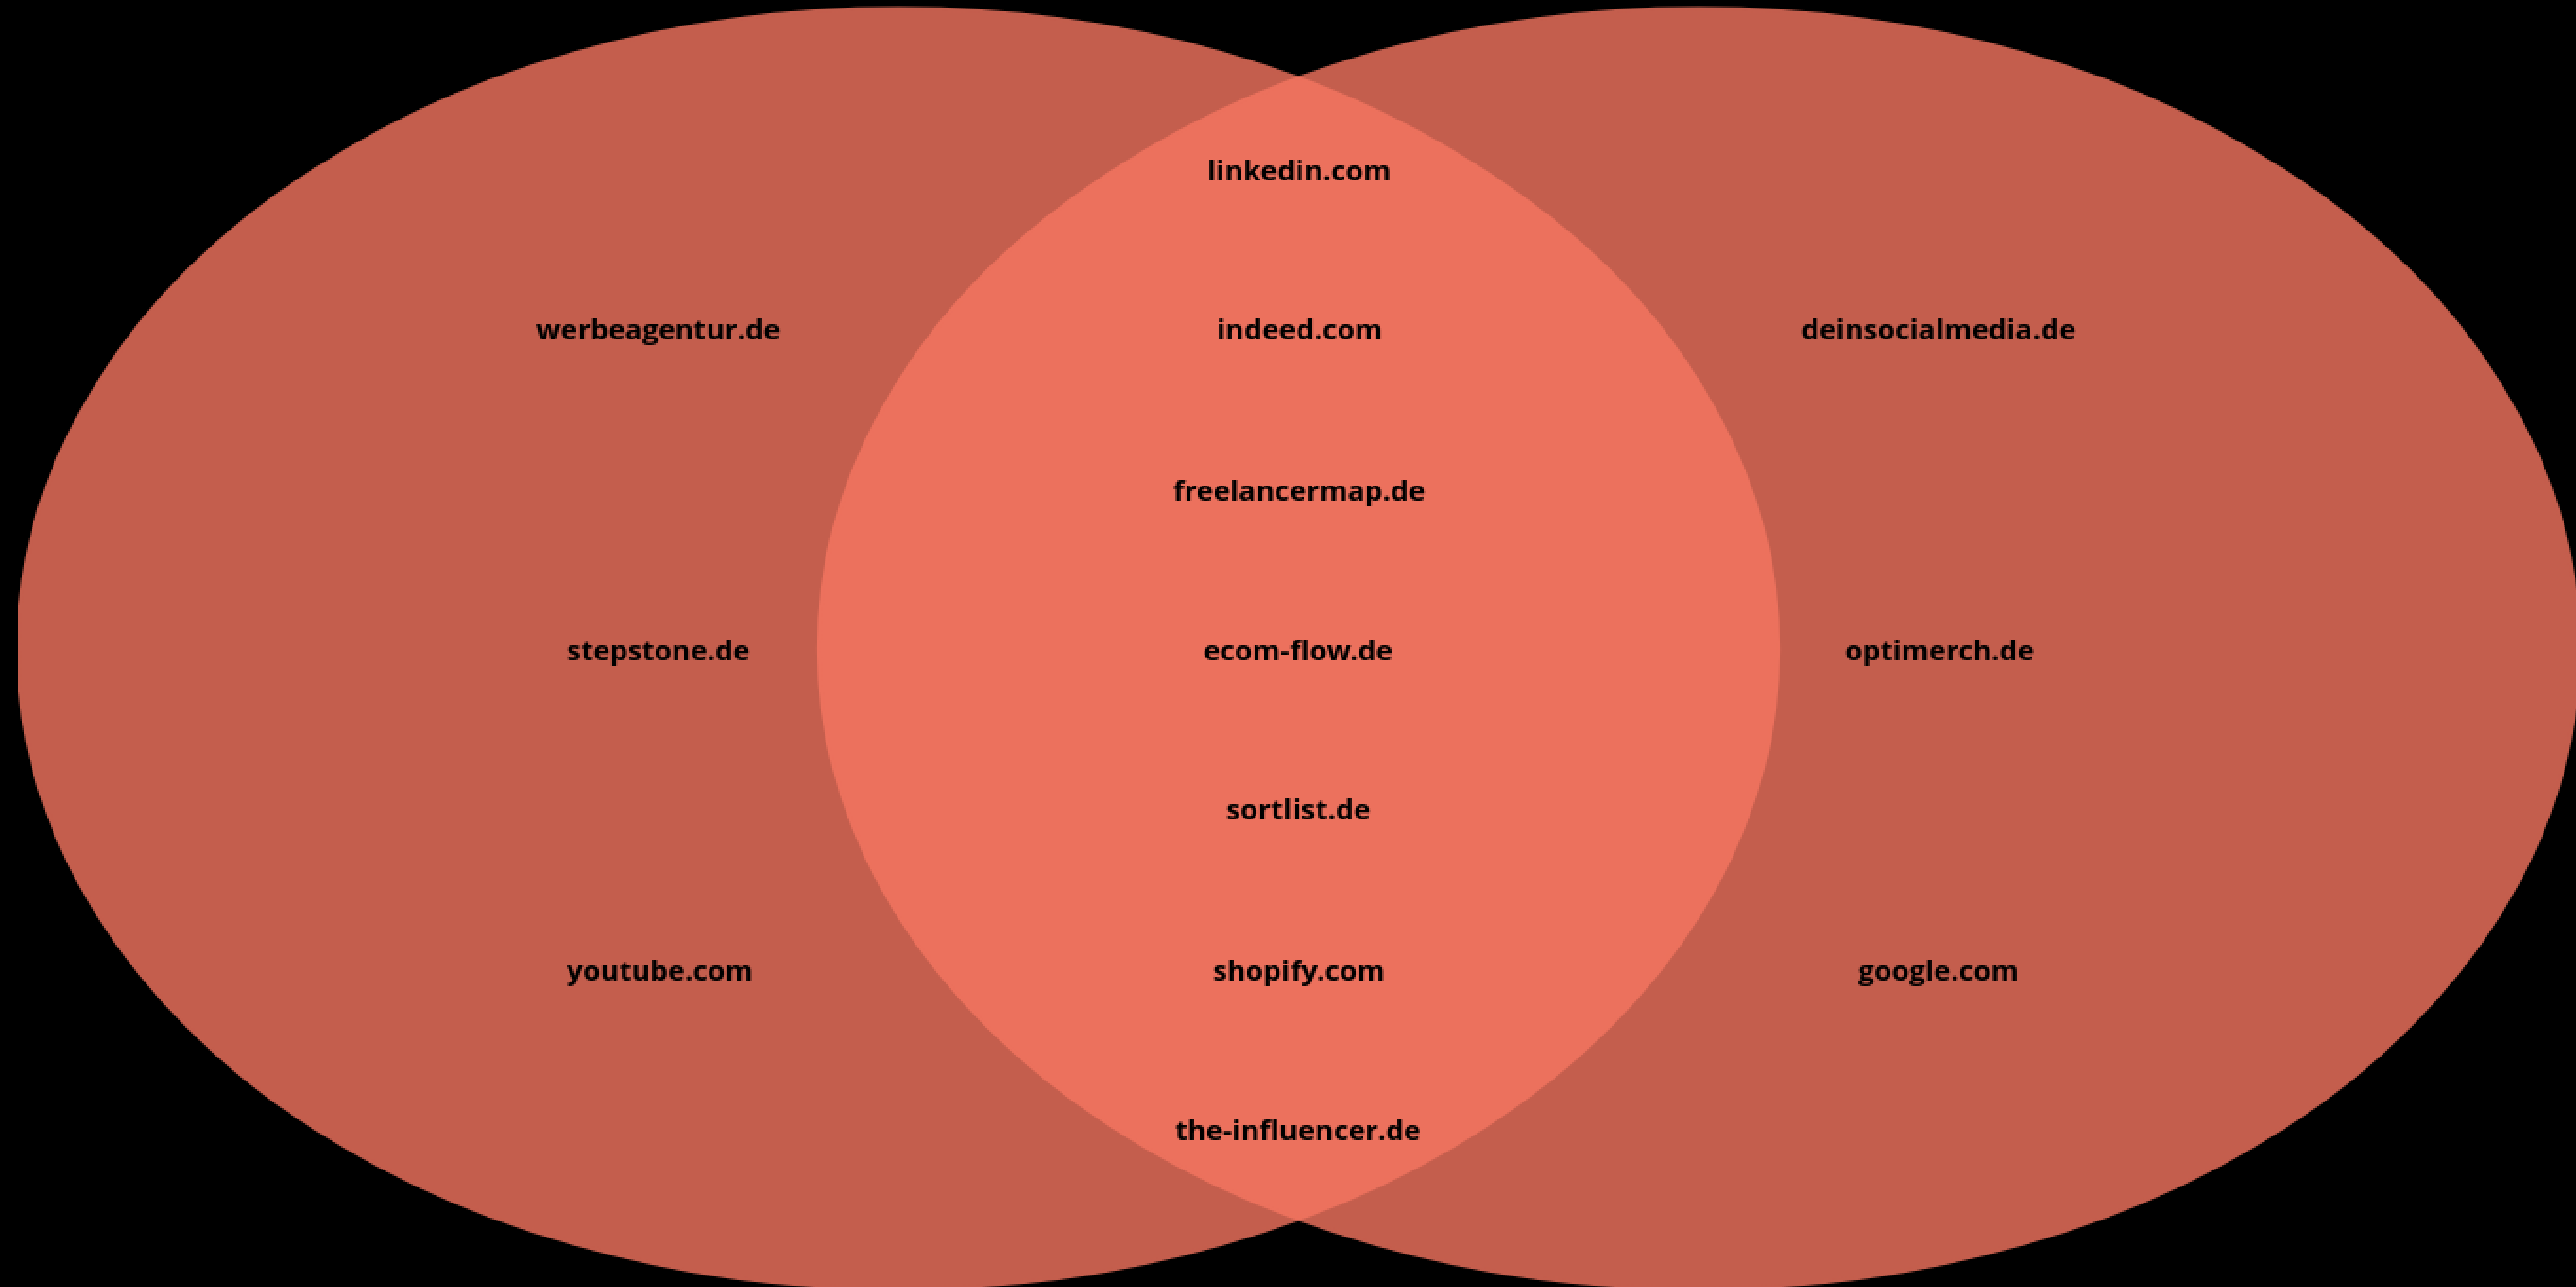 linkedin.com
werbeagentur.de
indeed.com
deinsocialmedia.de
freelancermap.de
stepstone.de
ecom-flow.de
optimerch.de
sortlist.de
youtube.com
shopify.com
google.com
the-influencer.de